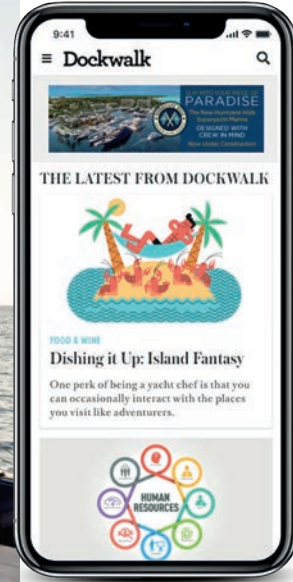 9:41
Dockwalk
PARADISE
The New Hurricane Hole
Superyacht Marina
DESIGNED WITH
CREW IN MIND
Now Under Construction
THE LATEST FROM DOCKWALK
FOOD & WINE
Dishing it Up: Island Fantasy
One perk of being a yacht chef is that you
can occasionally interact with the places
you visit like adventurers.
HUMAN
RESOURCES